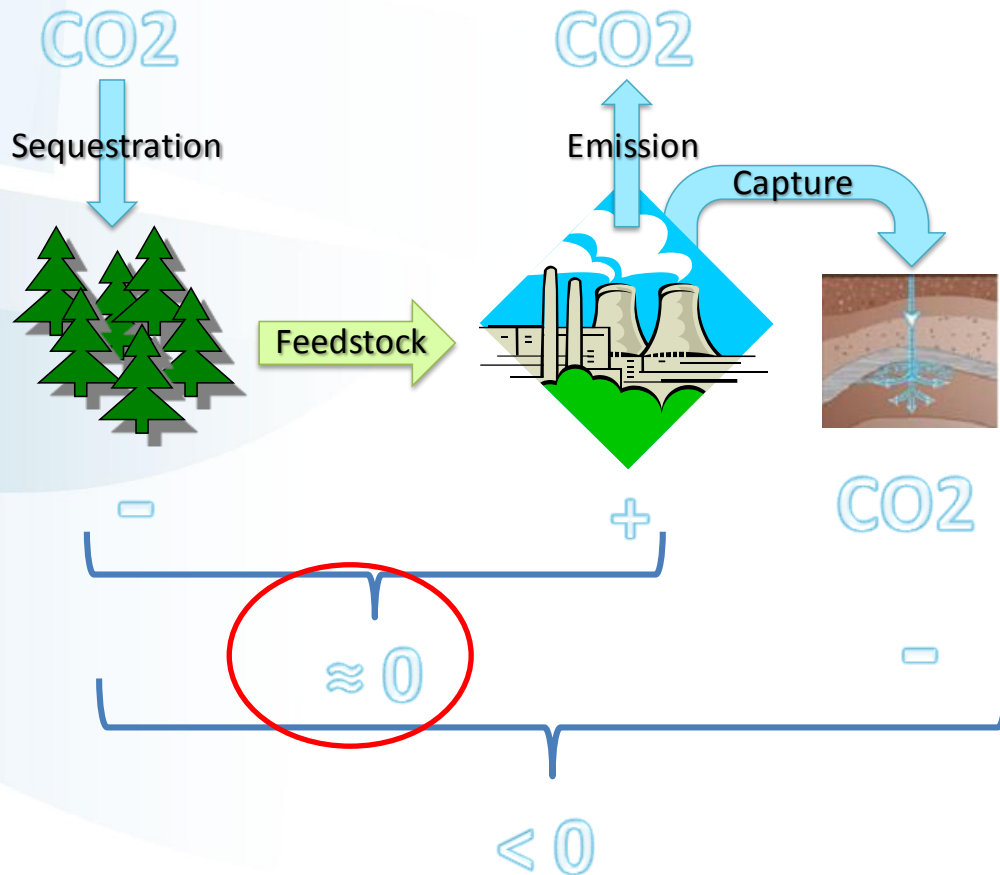 CO2
CO2
Sequestration
Emission
Capture
Feedstock
-
+
CO2
≈ 0
-
< 0